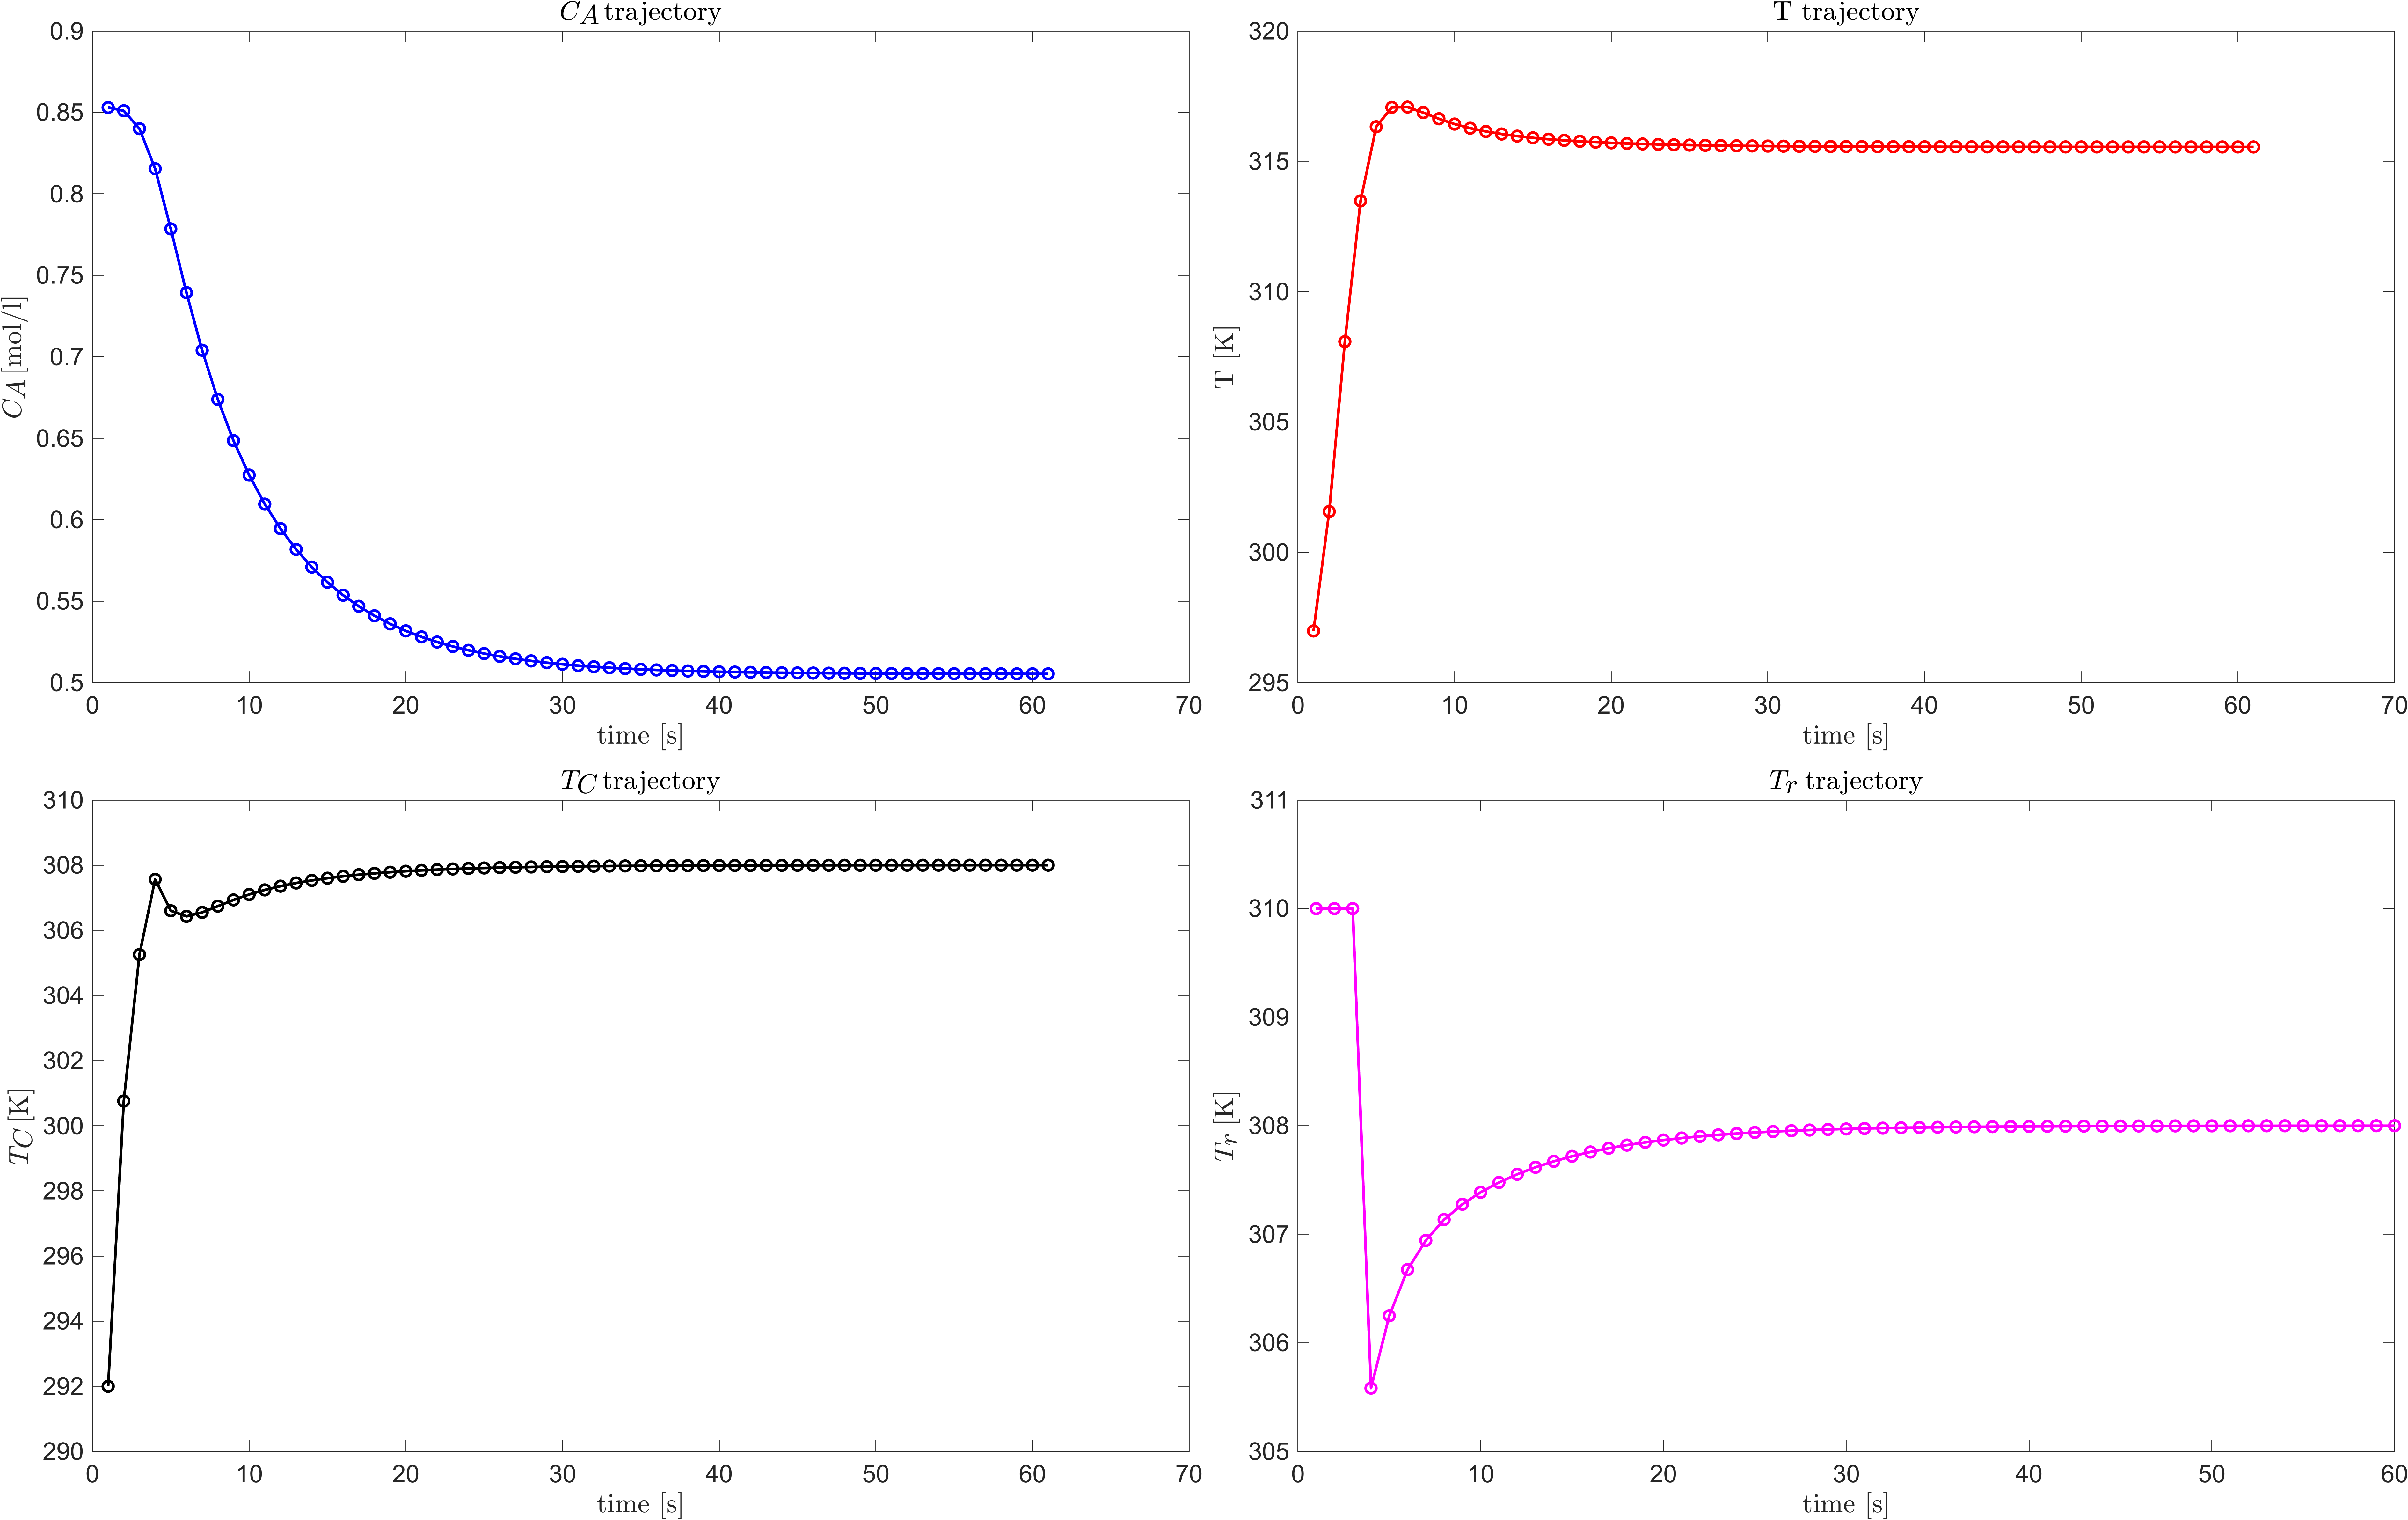 C_A trajectory
0.9
0.85
0.8
0.75
0.7
0.65
0.6
0.55
0.5
C_A [mol/l]
0 10 20 30 40 50 60 70
time [s]
T trajectory
320
315
310
305
300
295
T [K]
0 10 20 30 40 50 60 70
time [s]
T_C trajectory
310
308
306
304
302
300
298
296
294
292
290
T_C [K]
0 10 20 30 40 50 60 70
time [s]
T_r trajectory
311
310
309
308
307
306
305
T_r [K]
0 10 20 30 40 50 60
time [s]